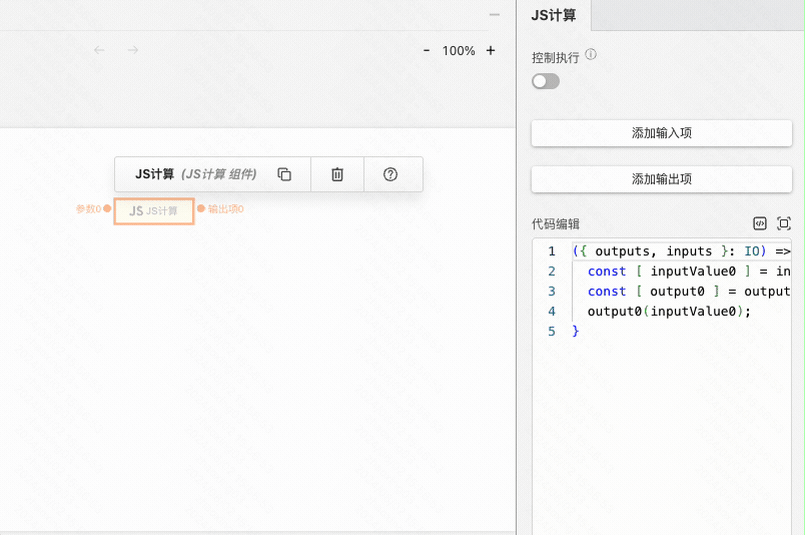 JS计算
- 100% +
控制执行
添加输入项
添加输出项
JS计算 (JS计算 组件)
参数0 JS JS计算 输出项0
代码编辑
1 ({ outputs, inputs }: IO) =>
2 const [ inputValue0 ] = in
3 const [ output0 ] = output
4 output0(inputValue0);
5 }